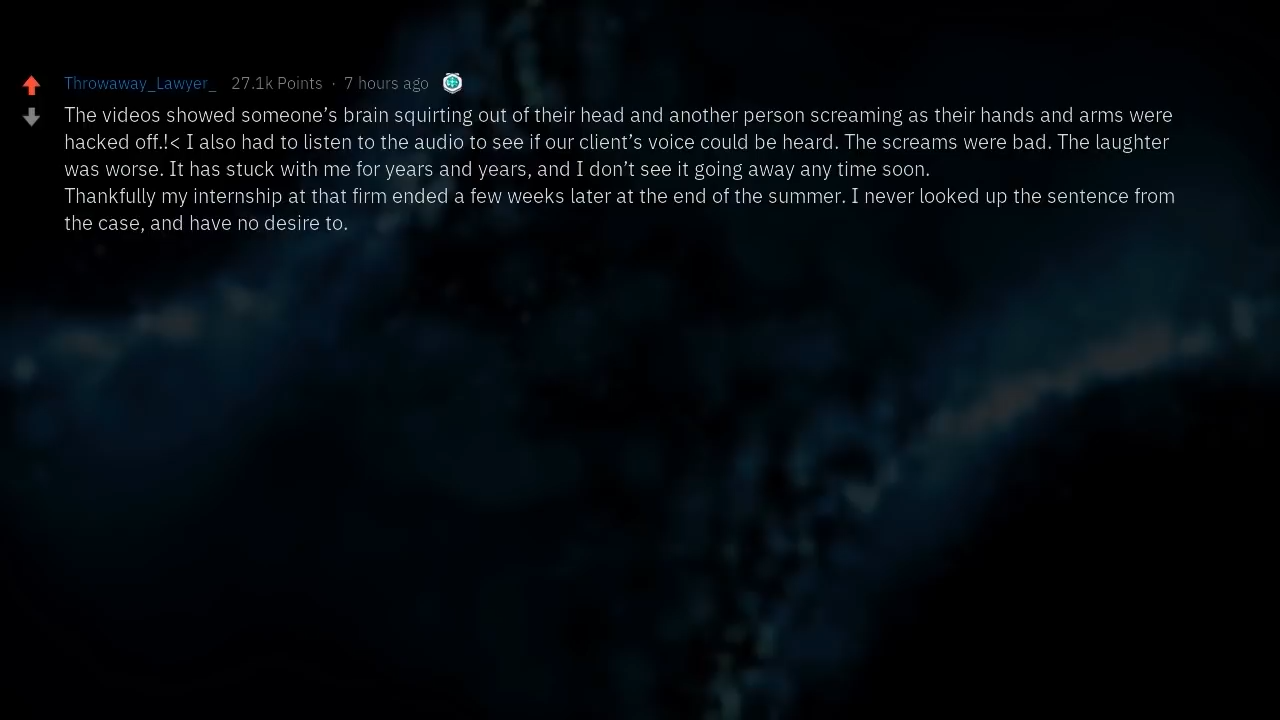 Throwaway_Lawyer_ 27.1k Points · 7 hours ago
The videos showed someone’s brain squirting out of their head and another person screaming as their hands and arms were
hacked off.!< I also had to listen to the audio to see if our client’s voice could be heard. The screams were bad. The laughter
was worse. It has stuck with me for years and years, and I don’t see it going away any time soon.
Thankfully my internship at that firm ended a few weeks later at the end of the summer. I never looked up the sentence from
the case, and have no desire to.